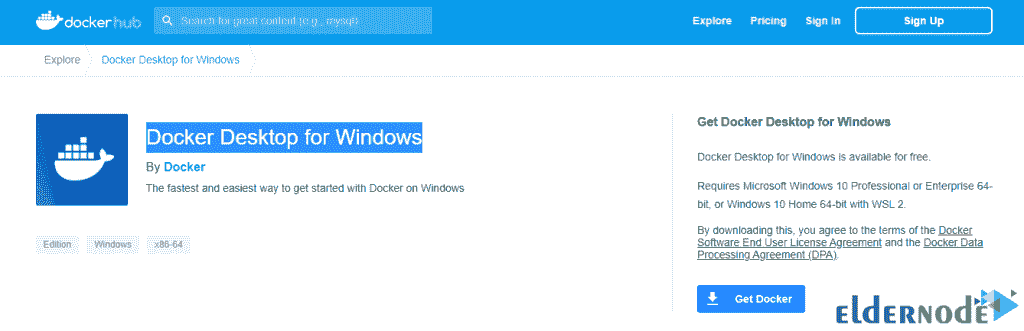 dockerhub
Search for great content (e.g., mysql)
Explore
Pricing
Sign In
Sign Up
Explore
Docker Desktop for Windows
Docker Desktop for Windows
By Docker
The fastest and easiest way to get started with Docker on Windows
Edition
Windows
x86-64
Get Docker Desktop for Windows
Docker Desktop for Windows is available for free.
Requires Microsoft Windows 10 Professional or Enterprise 64-
bit, or Windows 10 Home 64-bit with WSL 2.
By downloading this, you agree to the terms of the Docker
Software End User License Agreement and the Docker Data
Processing Agreement (DPA).
Get Docker
eldernode